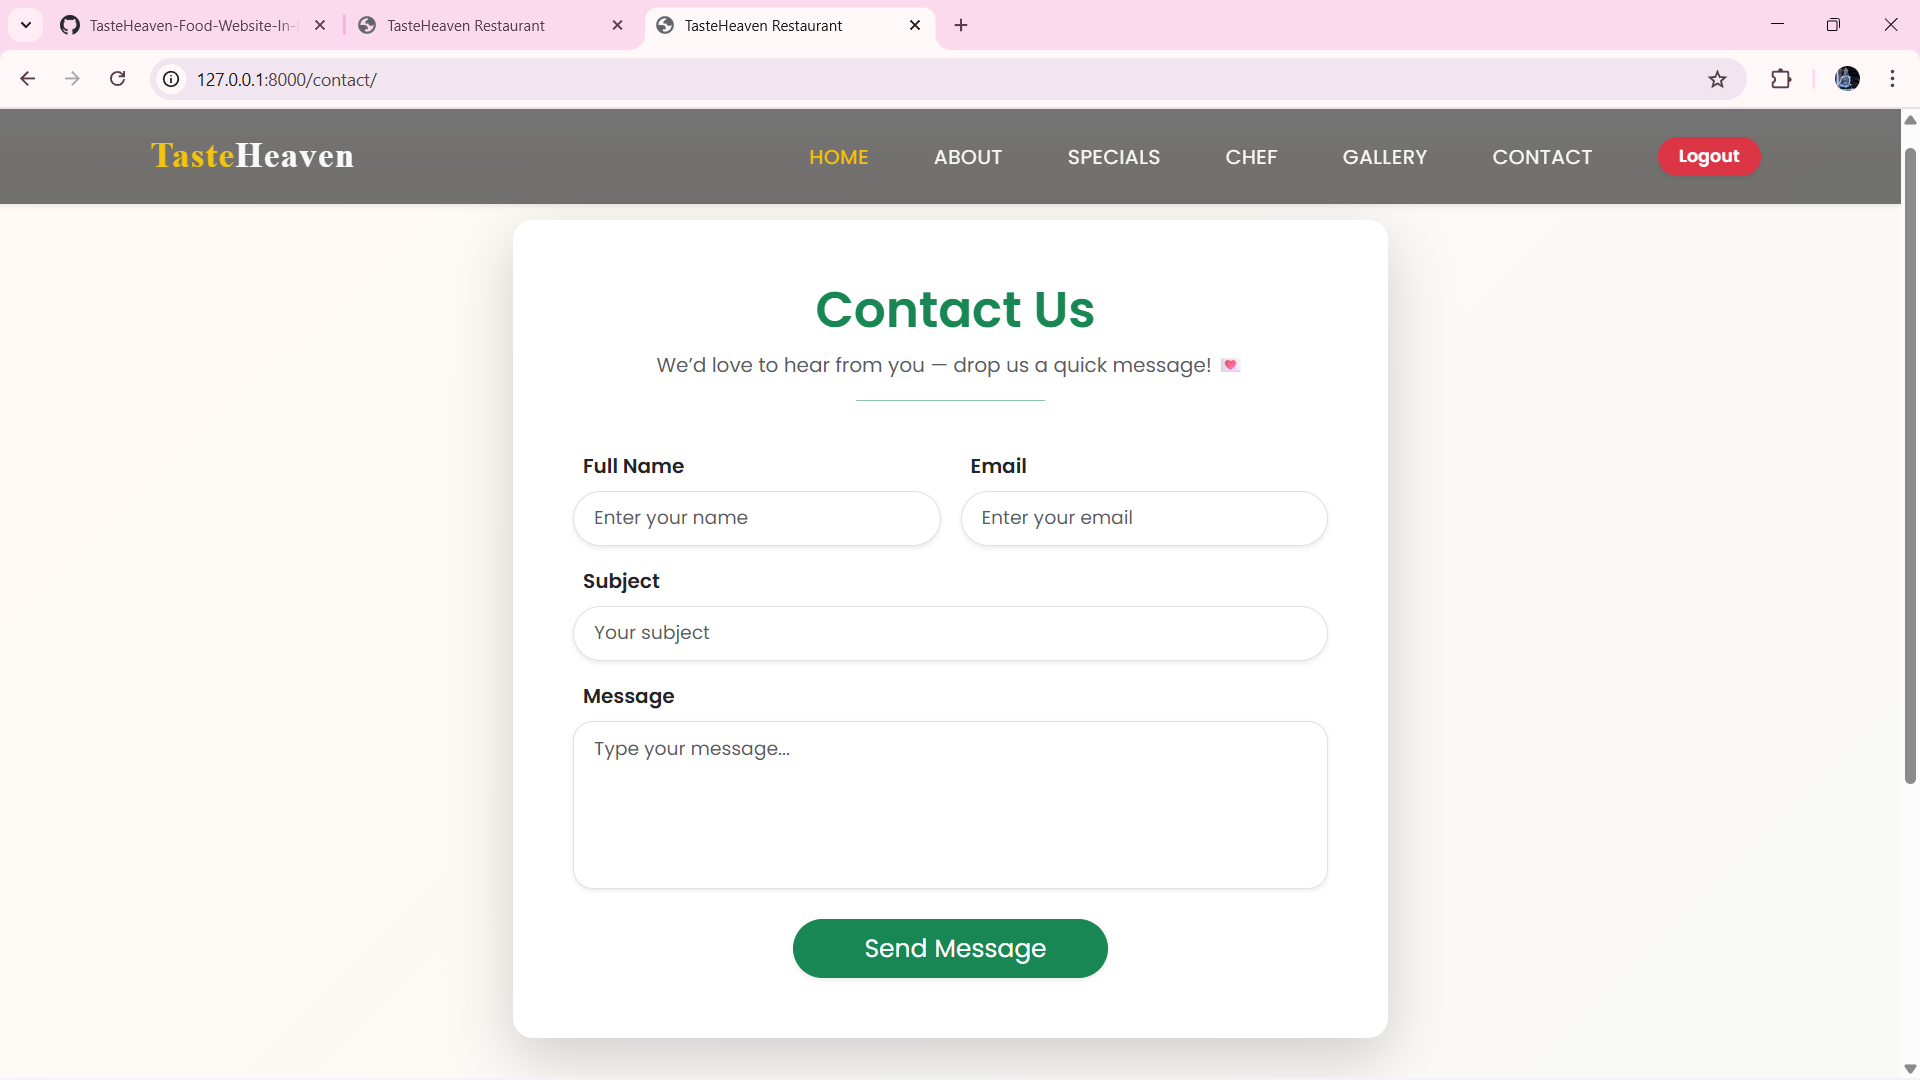 TasteHeaven-Food-Website-In-
TasteHeaven Restaurant
TasteHeaven Restaurant
127.0.0.1:8000/contact/
TasteHeaven
HOME
ABOUT
SPECIALS
CHEF
GALLERY
CONTACT
Logout
Contact Us
We’d love to hear from you — drop us a quick message! 💌
Full Name
Email
Enter your name
Enter your email
Subject
Your subject
Message
Type your message...
Send Message